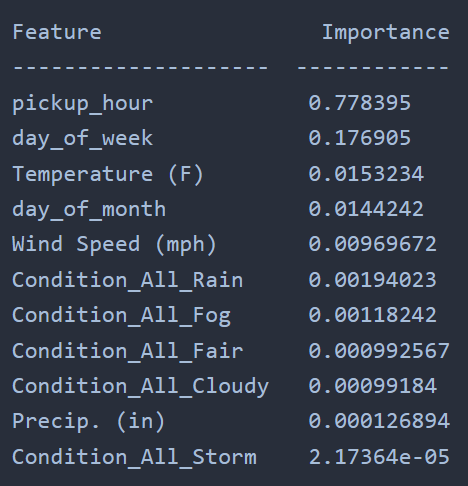 Feature Importance
-------------------- ------------
pickup_hour 0.778395
day_of_week 0.176905
Temperature (F) 0.0153234
day_of_month 0.0144242
Wind Speed (mph) 0.00969672
Condition_All_Rain 0.00194023
Condition_All_Fog 0.00118242
Condition_All_Fair 0.000992567
Condition_All_Cloudy 0.00099184
Precip. (in) 0.000126894
Condition_All_Storm 2.17364e-05